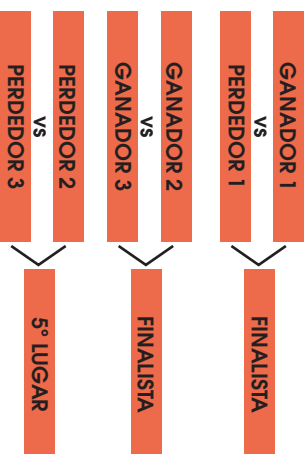 GANADOR 1
vs
PERDEDOR 1
FINALISTA
GANADOR 2
vs
GANADOR 3
FINALISTA
PERDEDOR 2
vs
PERDEDOR 3
5° LUGAR